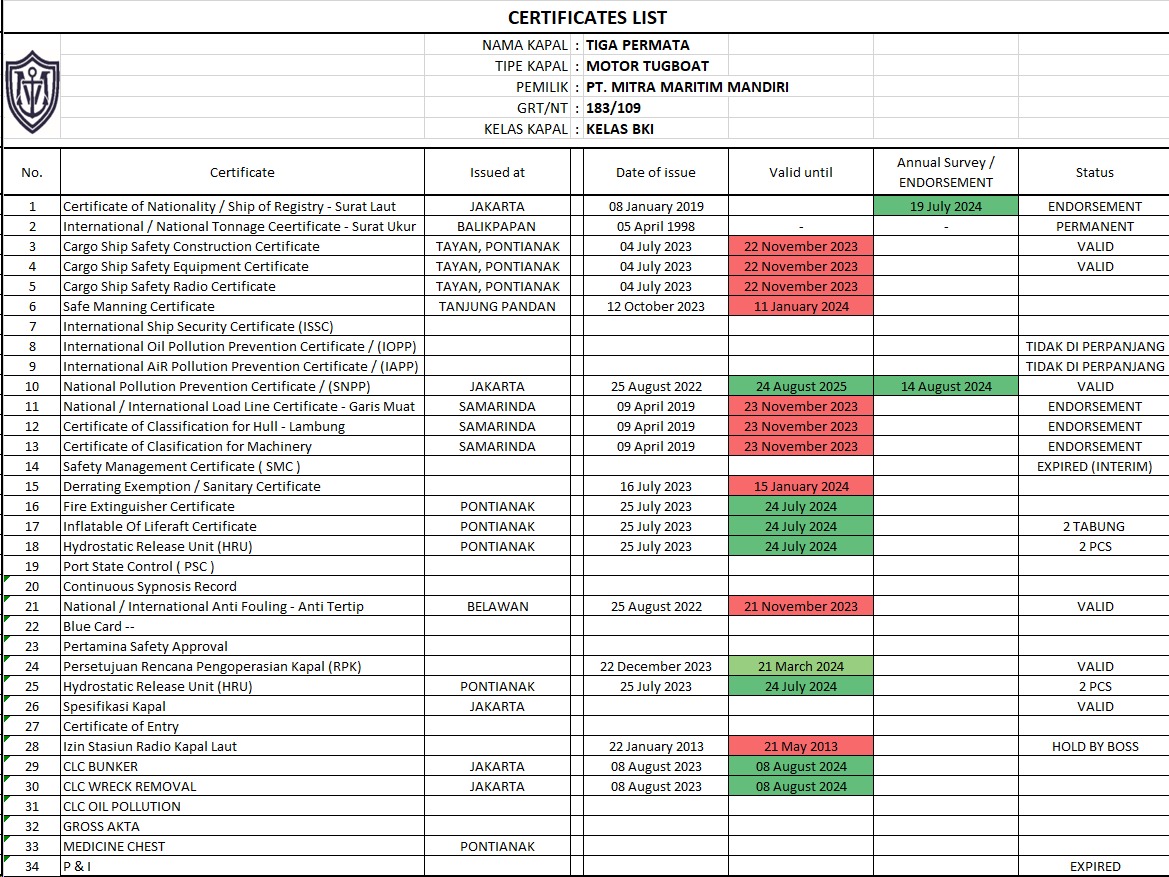 CERTIFICATES LIST
NAMA KAPAL : TIGA PERMATA
TIPE KAPAL : MOTOR TUGBOAT
PEMILIK : PT. MITRA MARITIM MANDIRI
GRT/NT : 183/109
KELAS KAPAL : KELAS BKI
No. Certificate Issued at Date of issue Valid until Annual Survey / ENDORSEMENT Status
1 Certificate of Nationality / Ship of Registry - Surat Laut JAKARTA 08 January 2019 19 July 2024 ENDORSEMENT
2 International / National Tonnage Ceertificate - Surat Ukur BALIKPAPAN 05 April 1998 - - PERMANENT
3 Cargo Ship Safety Construction Certificate TAYAN, PONTIANAK 04 July 2023 22 November 2023 VALID
4 Cargo Ship Safety Equipment Certificate TAYAN, PONTIANAK 04 July 2023 22 November 2023 VALID
5 Cargo Ship Safety Radio Certificate TAYAN, PONTIANAK 04 July 2023 22 November 2023
6 Safe Manning Certificate TANJUNG PANDAN 12 October 2023 11 January 2024
7 International Ship Security Certificate (ISSC)
8 International Oil Pollution Prevention Certificate / (IOPP) TIDAK DI PERPANJANG
9 International AiR Pollution Prevention Certificate / (IAPP) TIDAK DI PERPANJANG
10 National Pollution Prevention Certificate / (SNPP) JAKARTA 25 August 2022 24 August 2025 14 August 2024 VALID
11 National / International Load Line Certificate - Garis Muat SAMARINDA 09 April 2019 23 November 2023 ENDORSEMENT
12 Certificate of Classification for Hull - Lambung SAMARINDA 09 April 2019 23 November 2023 ENDORSEMENT
13 Certificate of Clasification for Machinery SAMARINDA 09 April 2019 23 November 2023 ENDORSEMENT
14 Safety Management Certificate ( SMC ) EXPIRED (INTERIM)
15 Derrating Exemption / Sanitary Certificate 16 July 2023 15 January 2024
16 Fire Extinguisher Certificate PONTIANAK 25 July 2023 24 July 2024
17 Inflatable Of Liferaft Certificate PONTIANAK 25 July 2023 24 July 2024 2 TABUNG
18 Hydrostatic Release Unit (HRU) PONTIANAK 25 July 2023 24 July 2024 2 PCS
19 Port State Control ( PSC )
20 Continuous Sypnosis Record
21 National / International Anti Fouling - Anti Tertip BELAWAN 25 August 2022 21 November 2023 VALID
22 Blue Card --
23 Pertamina Safety Approval
24 Persetujuan Rencana Pengoperasian Kapal (RPK) 22 December 2023 21 March 2024 VALID
25 Hydrostatic Release Unit (HRU) PONTIANAK 25 July 2023 24 July 2024 2 PCS
26 Spesifikasi Kapal JAKARTA VALID
27 Certificate of Entry
28 Izin Stasiun Radio Kapal Laut 22 January 2013 21 May 2013 HOLD BY BOSS
29 CLC BUNKER JAKARTA 08 August 2023 08 August 2024
30 CLC WRECK REMOVAL JAKARTA 08 August 2023 08 August 2024
31 CLC OIL POLLUTION
32 GROSS AKTA
33 MEDICINE CHEST PONTIANAK
34 P & I EXPIRED